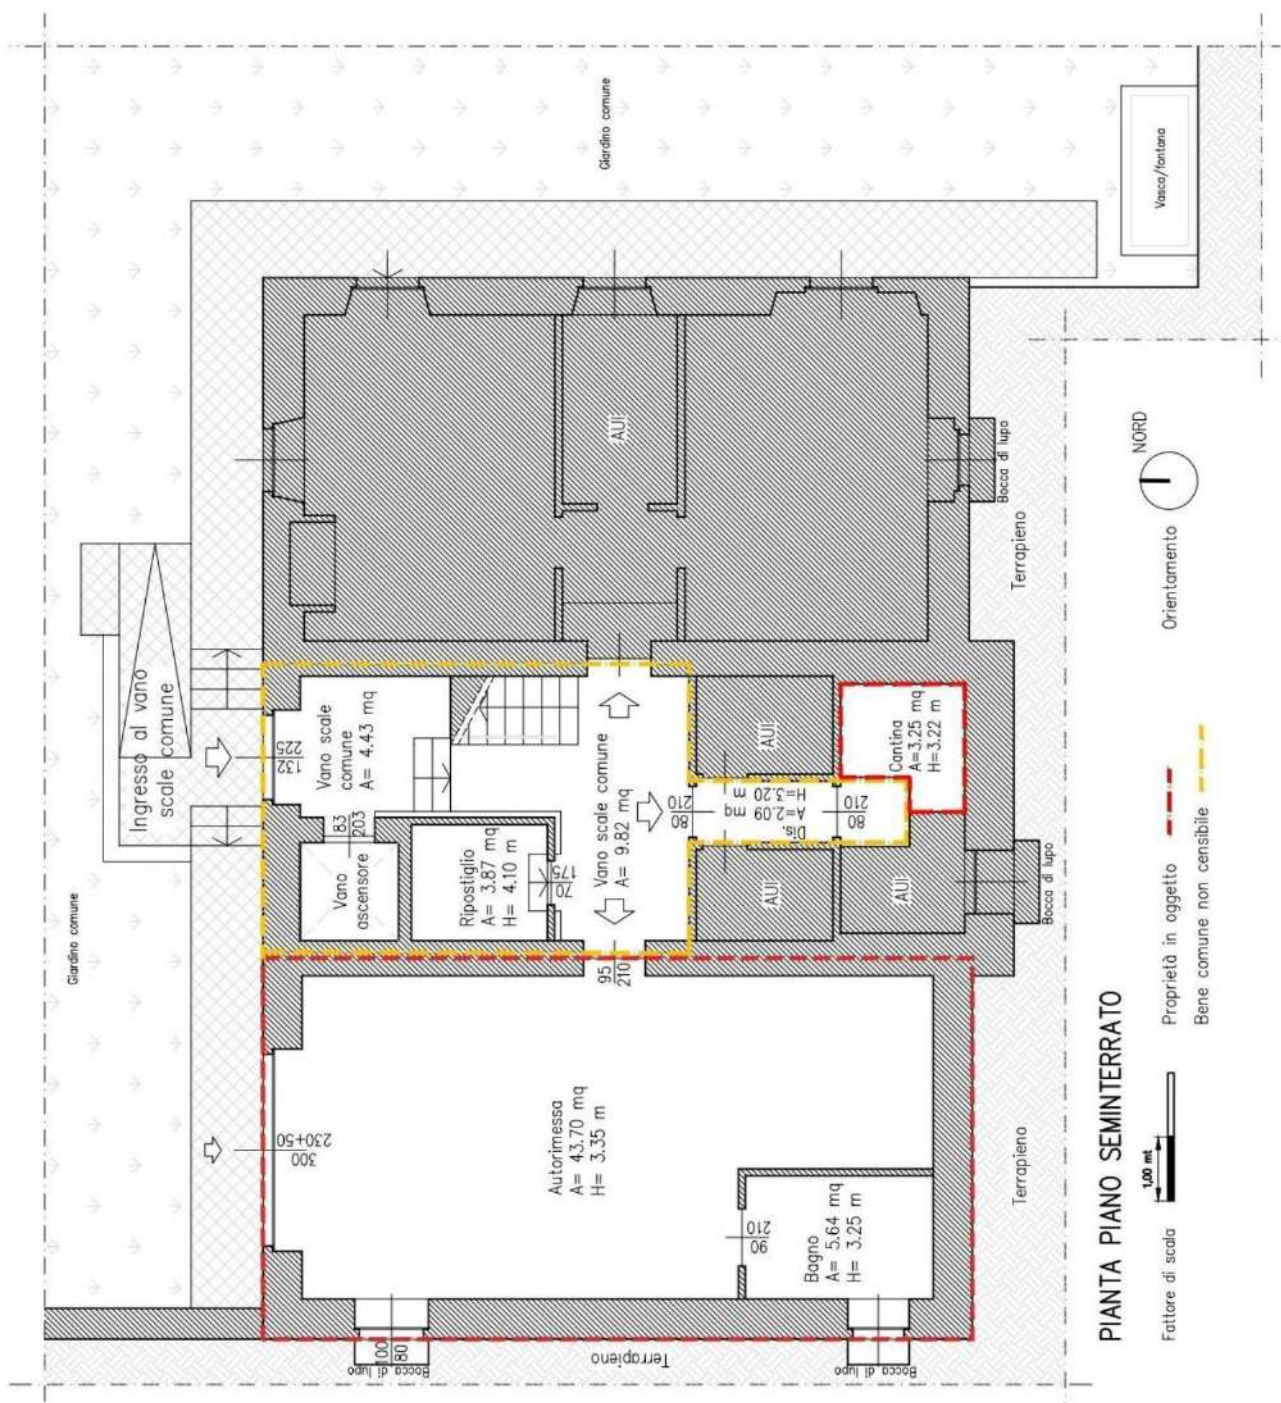 Giardino comune
Vasca/fontana
Giardino comune
Ingresso al vano
scale comune
225
132
Vano scale
comune
A= 4.43 mq
83
203
Vano
ascensore
Ripostiglio
A= 3.87 mq
H= 4.10 m
175
70
Vano scale comune
A= 9.82 mq
AUI
AUI
210
80
Dis.
A=2.09 mq
H=3.20 m
210
80
Cantina
A=3.25 mq
H=3.22 m
AUI
AUI
Bocca di lupo
Bocca di lupo
Terrapieno
95
210
230+50
300
Autorimessa
A= 43.70 mq
H= 3.35 m
210
90
Bagno
A= 5.64 mq
H= 3.25 m
100
80
Bocca di lupo
Terrapieno
Bocca di lupo
Terrapieno
PIANTA PIANO SEMINTERRATO
Fattore di scala
1,00 mt
Proprietà in oggetto
Bene comune non censibile
Orientamento
NORD